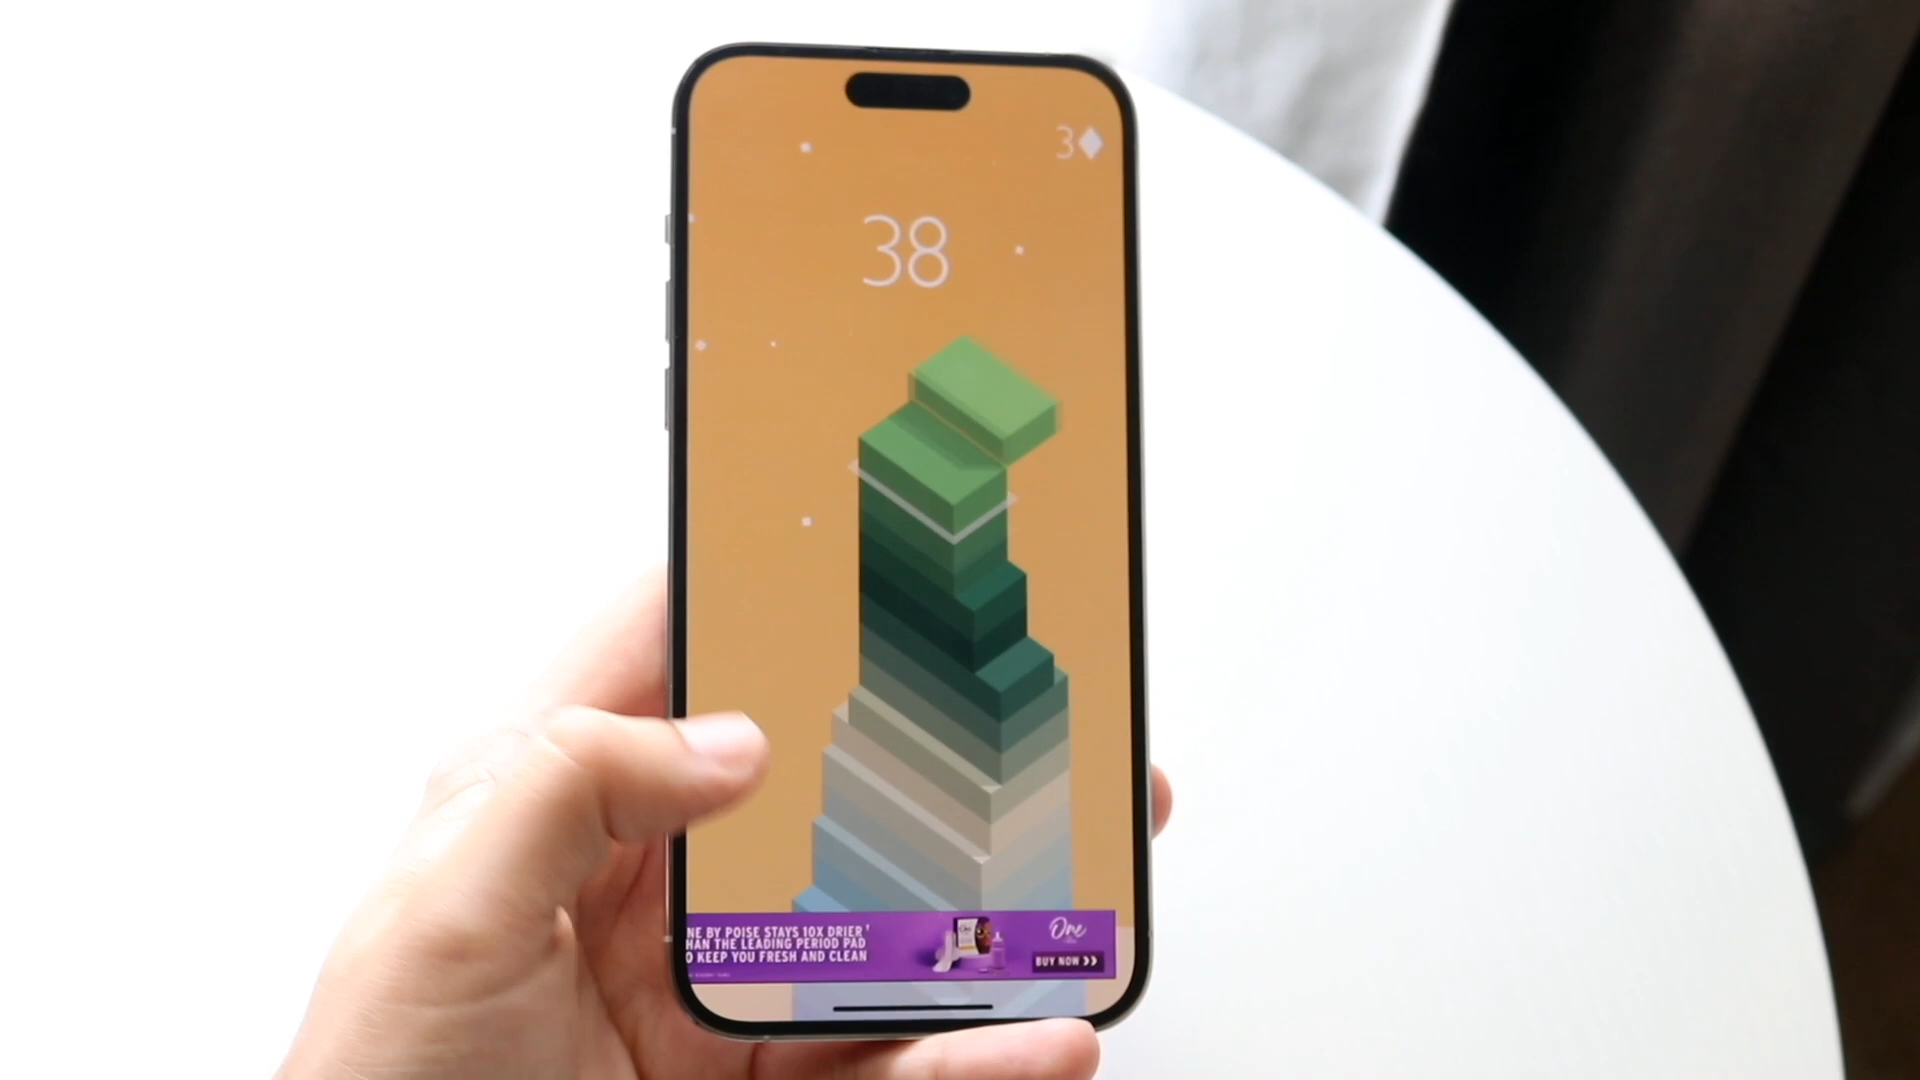 3
38
NE BY POISE STAYS 10X DRIER†
HAN THE LEADING PERIOD PAD
O KEEP YOU FRESH AND CLEAN
One
BUY NOW